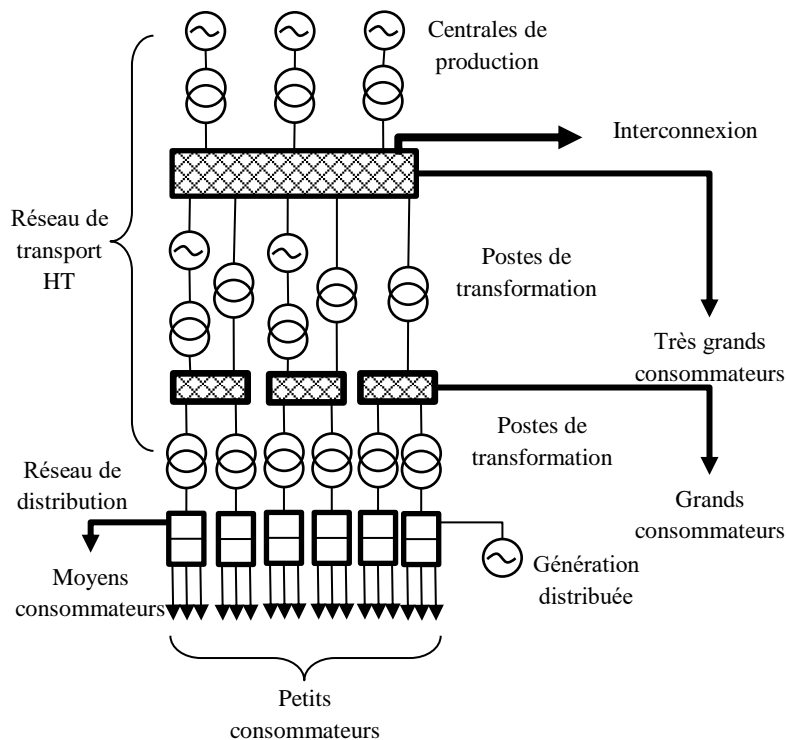 Centrales de
production
Interconnexion
Réseau de
transport
HT
Postes de
transformation
Très grands
consommateurs
Postes de
transformation
Réseau de
distribution
Grands
consommateurs
Moyens
consommateurs
Génération
distribuée
Petits
consommateurs